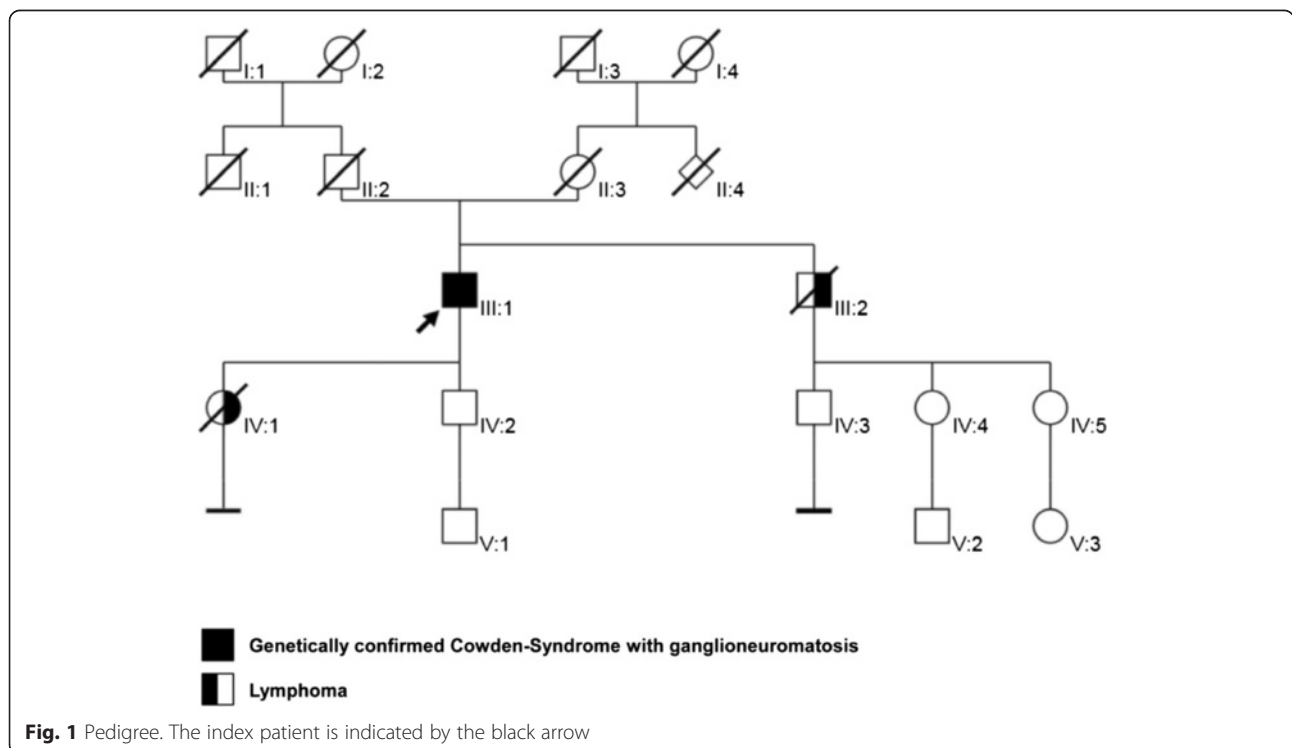 I:1 I:2 I:3 I:4
II:1 II:2 II:3 II:4
III:1 III:2
IV:1 IV:2 IV:3 IV:4 IV:5
V:1 V:2 V:3
Genetically confirmed Cowden-Syndrome with ganglioneuromatosis
Lymphoma
Fig. 1 Pedigree. The index patient is indicated by the black arrow